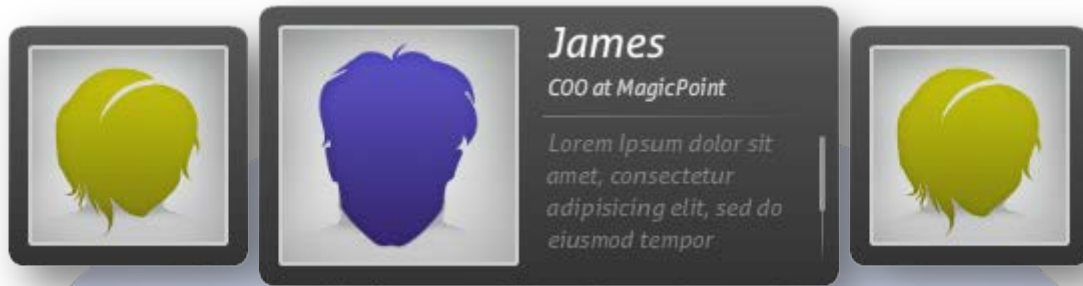 James
COO at MagicPoint
Lorem Ipsum dolor sit
amet, consectetur
adipisicing elit, sed do
eiusmod tempor